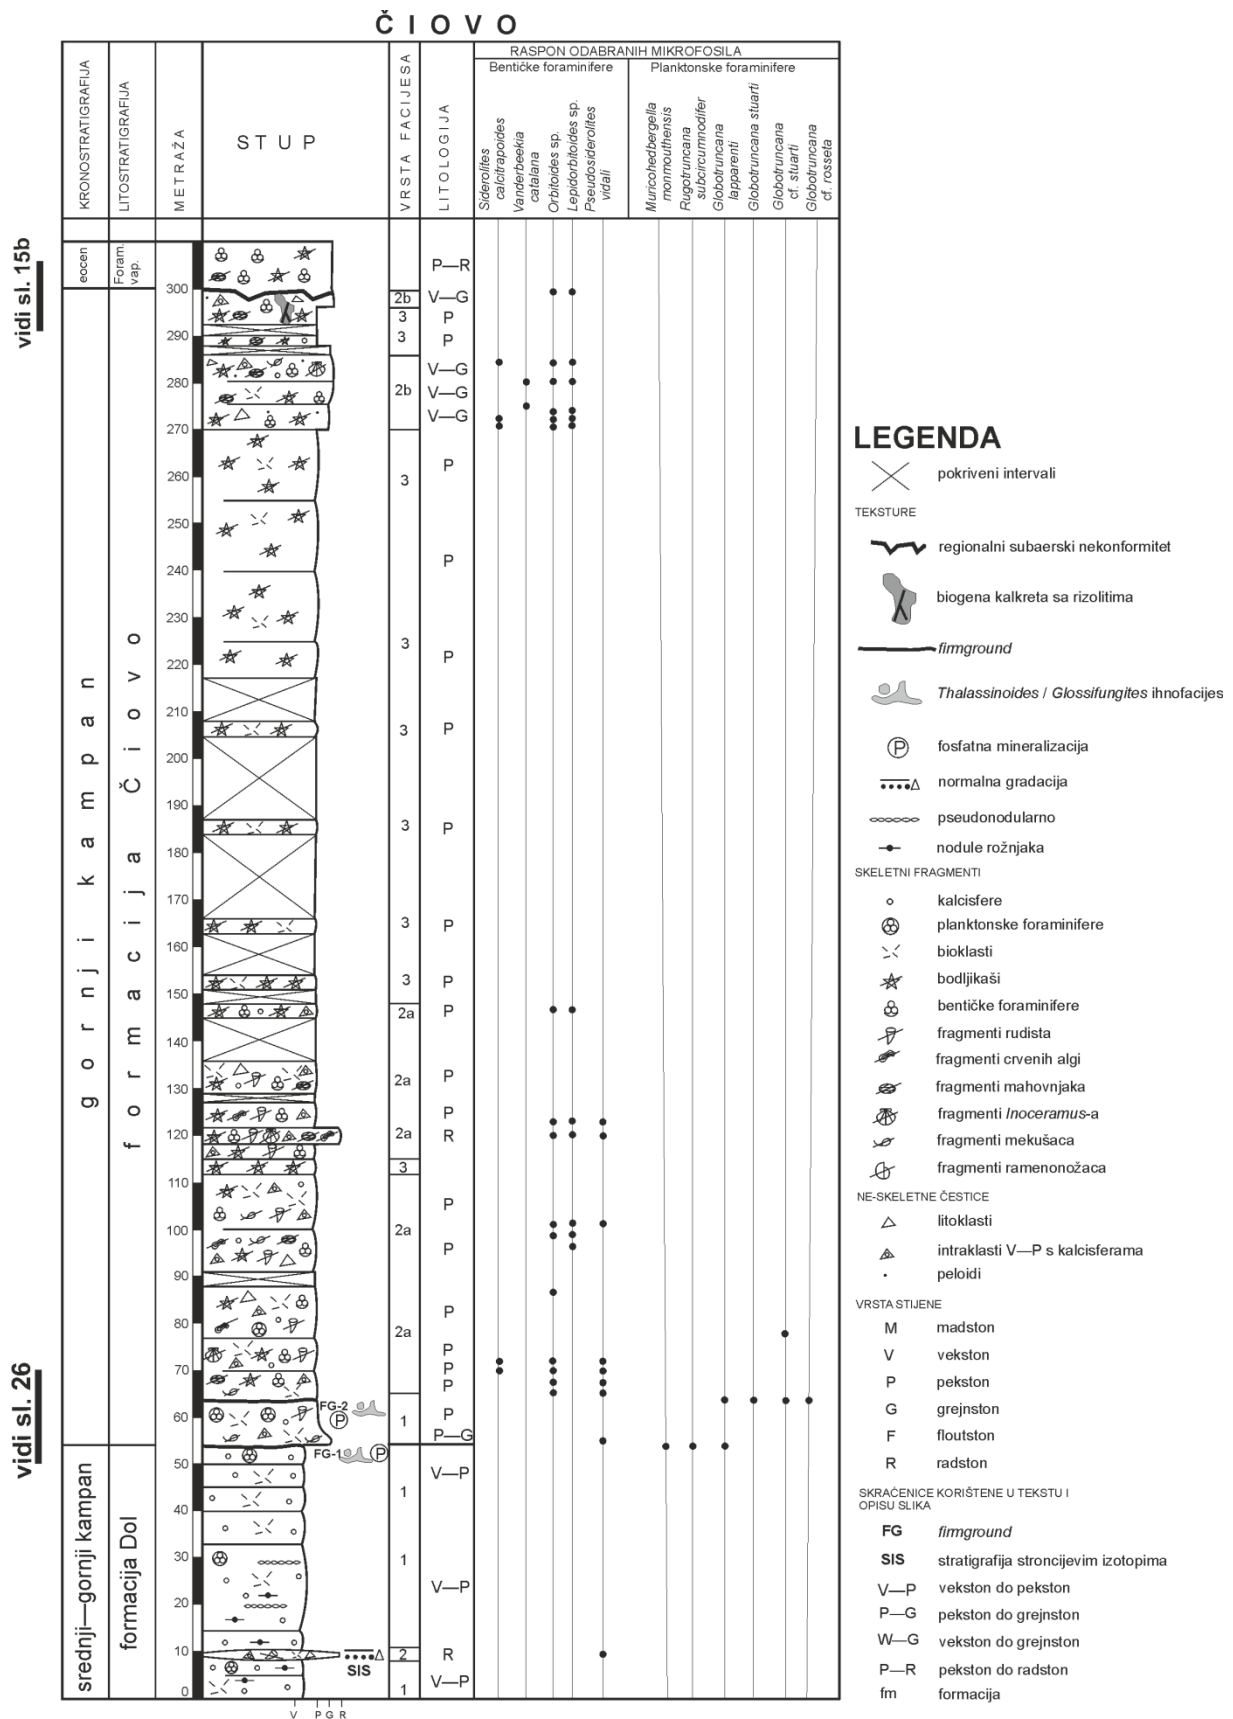 ČIOVO
KRONOSTRATIGRAFIJA
LITOSTRATIGRAFIJA
METRAŽA
STUP
VRSTA FACIJESA
LITOLOGIJA
RASPON ODABRANIH MIKROFOSILA
Bentičke foraminifere
Planktonske foraminifere
Siderolites
calcitrapoides
Vanderbeekia
catalana
Orbitoides sp.
Lepidorbitoides sp.
Pseudosiderolites
vidali
Muricohedbergella
monmouthensis
Rugotruncana
subcircumnodifer
Globotruncana
lapparenti
Globotruncana stuarti
Globotruncana
cf. stuarti
Globotruncana
cf. rosseta
vidi sl. 15b
vidi sl. 26
eocen
Foram.
vap.
gornji kampan
formacija Čiovo
srednji—gornji kampan
formacija Dol
300
290
280
270
260
250
240
230
220
210
200
190
180
170
160
150
140
130
120
110
100
90
80
70
60
50
40
30
20
10
0
2b
3
3
2b
3
3
3
3
3
3
2a
2a
2a
3
2a
2a
1
1
1
2
1
P—R
V—G
P
P
V—G
V—G
V—G
P
P
P
P
P
P
P
P
P
P
R
P
P
P
P
P
P
P
P—G
V—P
V—P
R
V—P
FG-2
P
FG-1
P
SIS
V P G R
LEGENDA
pokriveni intervali
TEKSTURE
regionalni subaerski nekonformitet
biogena kalkreta sa rizolitima
firmground
Thalassinoides / Glossifungites ihnofacijes
P fosfatna mineralizacija
normalna gradacija
pseudonodularno
nodule rožnjaka
SKELETNI FRAGMENTI
kalcisfere
planktonske foraminifere
bioklasti
bodljikaši
bentičke foraminifere
fragmenti rudista
fragmenti crvenih algi
fragmenti mahovnjaka
fragmenti Inoceramus-a
fragmenti mekušaca
fragmenti ramenonožaca
NE-SKELETNE ČESTICE
litoklasti
intraklasti V—P s kalcisferama
peloidi
VRSTA STIJENE
M madston
V vekston
P pekston
G grejnston
F floutston
R radston
SKRAĆENICE KORIŠTENE U TEKSTU I
OPISU SLIKA
FG firmground
SIS stratigrafija stroncijevim izotopima
V—P vekston do pekston
P—G pekston do grejnston
W—G vekston do grejnston
P—R pekston do radston
fm formacija